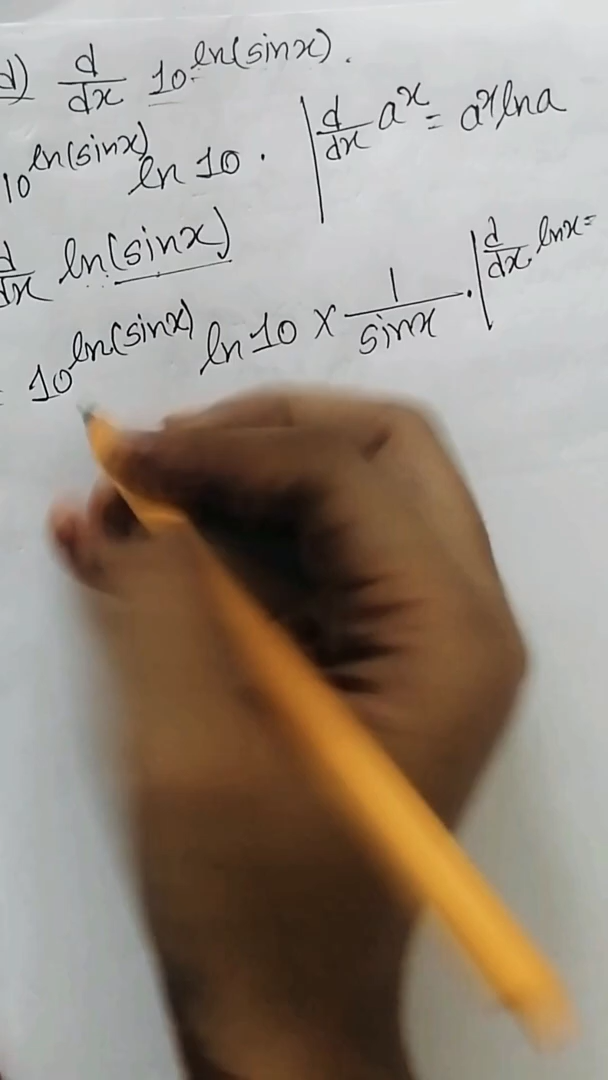 d) d/dx 10^ln(sinx).
10^ln(sinx) ln 10 . | d/dx a^x = a^x ln a
d/dx ln(sinx)
= 10^ln(sinx) ln 10 × 1/sinx . | d/dx lnx =